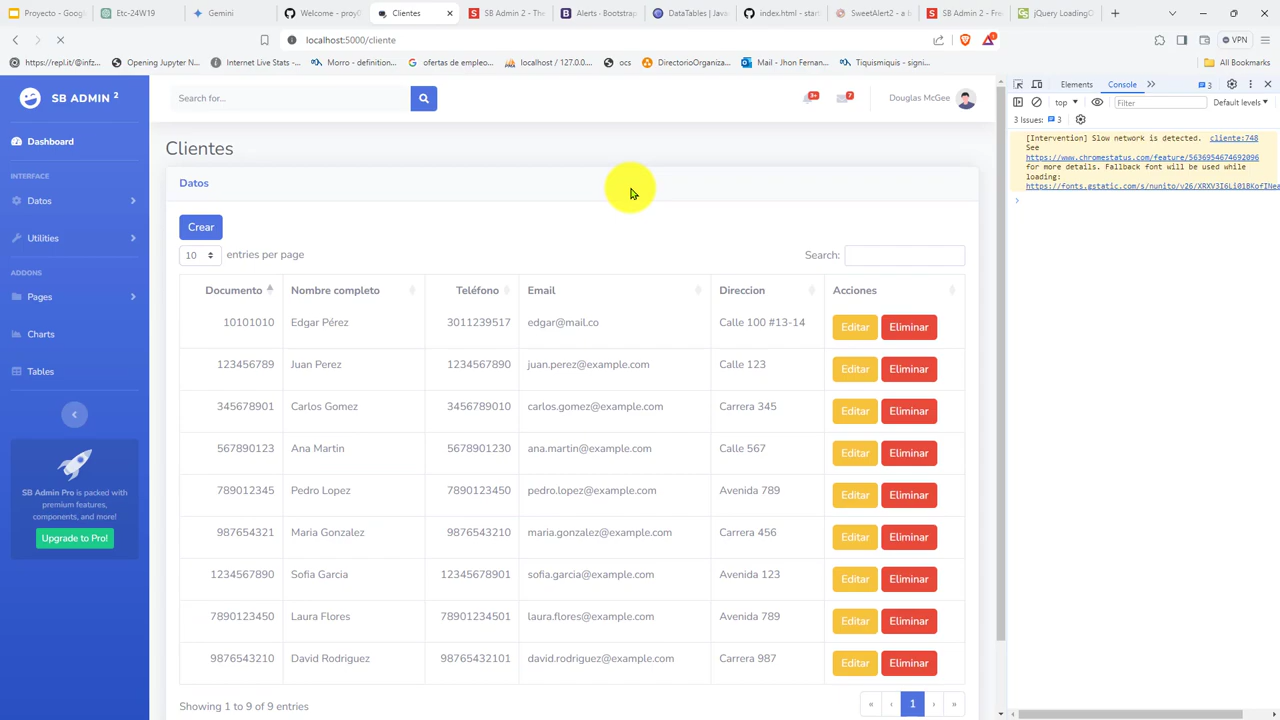 Proyecto - Goog
Etc-24W19
Gemini
Welcome - proyG
Clientes
SB Admin 2 - The
Alerts · Bootstrap
DataTables | Java
index.html - start
SweetAlert2 - a b
SB Admin 2 - Fre
jQuery LoadingO
localhost:5000/cliente
VPN
https://repl.it/@infz...
Opening Jupyter N...
Internet Live Stats -...
Morro - definition...
ofertas de empleo...
localhost / 127.0.0...
ocs
DirectorioOrganiza...
Mail - Jhon Fernan...
Tiquismiquis - signi...
All Bookmarks
SB ADMIN 2
Search for...
3+
7
Douglas McGee
Dashboard
INTERFACE
Datos
Utilities
ADDONS
Pages
Charts
Tables
SB Admin Pro is packed with
premium features,
components, and more!
Upgrade to Pro!
Clientes
Datos
Crear
10 entries per page
Search:
Documento Nombre completo Teléfono Email Direccion Acciones
10101010 Edgar Pérez 3011239517 edgar@mail.co Calle 100 #13-14 Editar Eliminar
123456789 Juan Perez 1234567890 juan.perez@example.com Calle 123 Editar Eliminar
345678901 Carlos Gomez 3456789010 carlos.gomez@example.com Carrera 345 Editar Eliminar
567890123 Ana Martin 5678901230 ana.martin@example.com Calle 567 Editar Eliminar
789012345 Pedro Lopez 7890123450 pedro.lopez@example.com Avenida 789 Editar Eliminar
987654321 Maria Gonzalez 9876543210 maria.gonzalez@example.com Carrera 456 Editar Eliminar
1234567890 Sofia Garcia 12345678901 sofia.garcia@example.com Avenida 123 Editar Eliminar
7890123450 Laura Flores 78901234501 laura.flores@example.com Avenida 789 Editar Eliminar
9876543210 David Rodriguez 98765432101 david.rodriguez@example.com Carrera 987 Editar Eliminar
Showing 1 to 9 of 9 entries
« ‹ 1 › »
Elements
Console
3
top
Filter
Default levels
3 Issues: 3
[Intervention] Slow network is detected. cliente:748
See
https://www.chromestatus.com/feature/5636954674692096
for more details. Fallback font will be used while
loading: